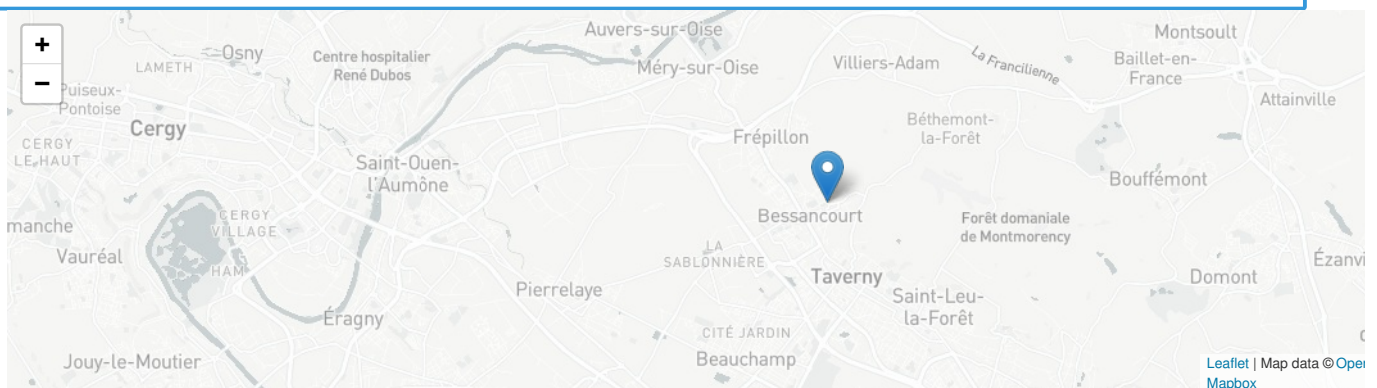 +
−
Auvers-sur-Oise
Montsoult
Osny
Centre hospitalier
René Dubos
LAMETH
Méry-sur-Oise
Villiers-Adam
La Francilienne
Baillet-en-
France
Puiseux-
Pontoise
Attainville
Cergy
Frépillon
Béthemont-
la-Forêt
CERGY
LE-HAUT
Saint-Ouen-
l'Aumône
Bouffémont
CERGY
VILLAGE
Bessancourt
Forêt domaniale
de Montmorency
manche
Vauréal
HAM
LA
SABLONNIÈRE
Ézanvi
Taverny
Domont
Pierrelaye
Saint-Leu-
la-Forêt
Éragny
CITÉ JARDIN
Jouy-le-Moutier
Beauchamp
Leaflet | Map data © Oper
Mapbox